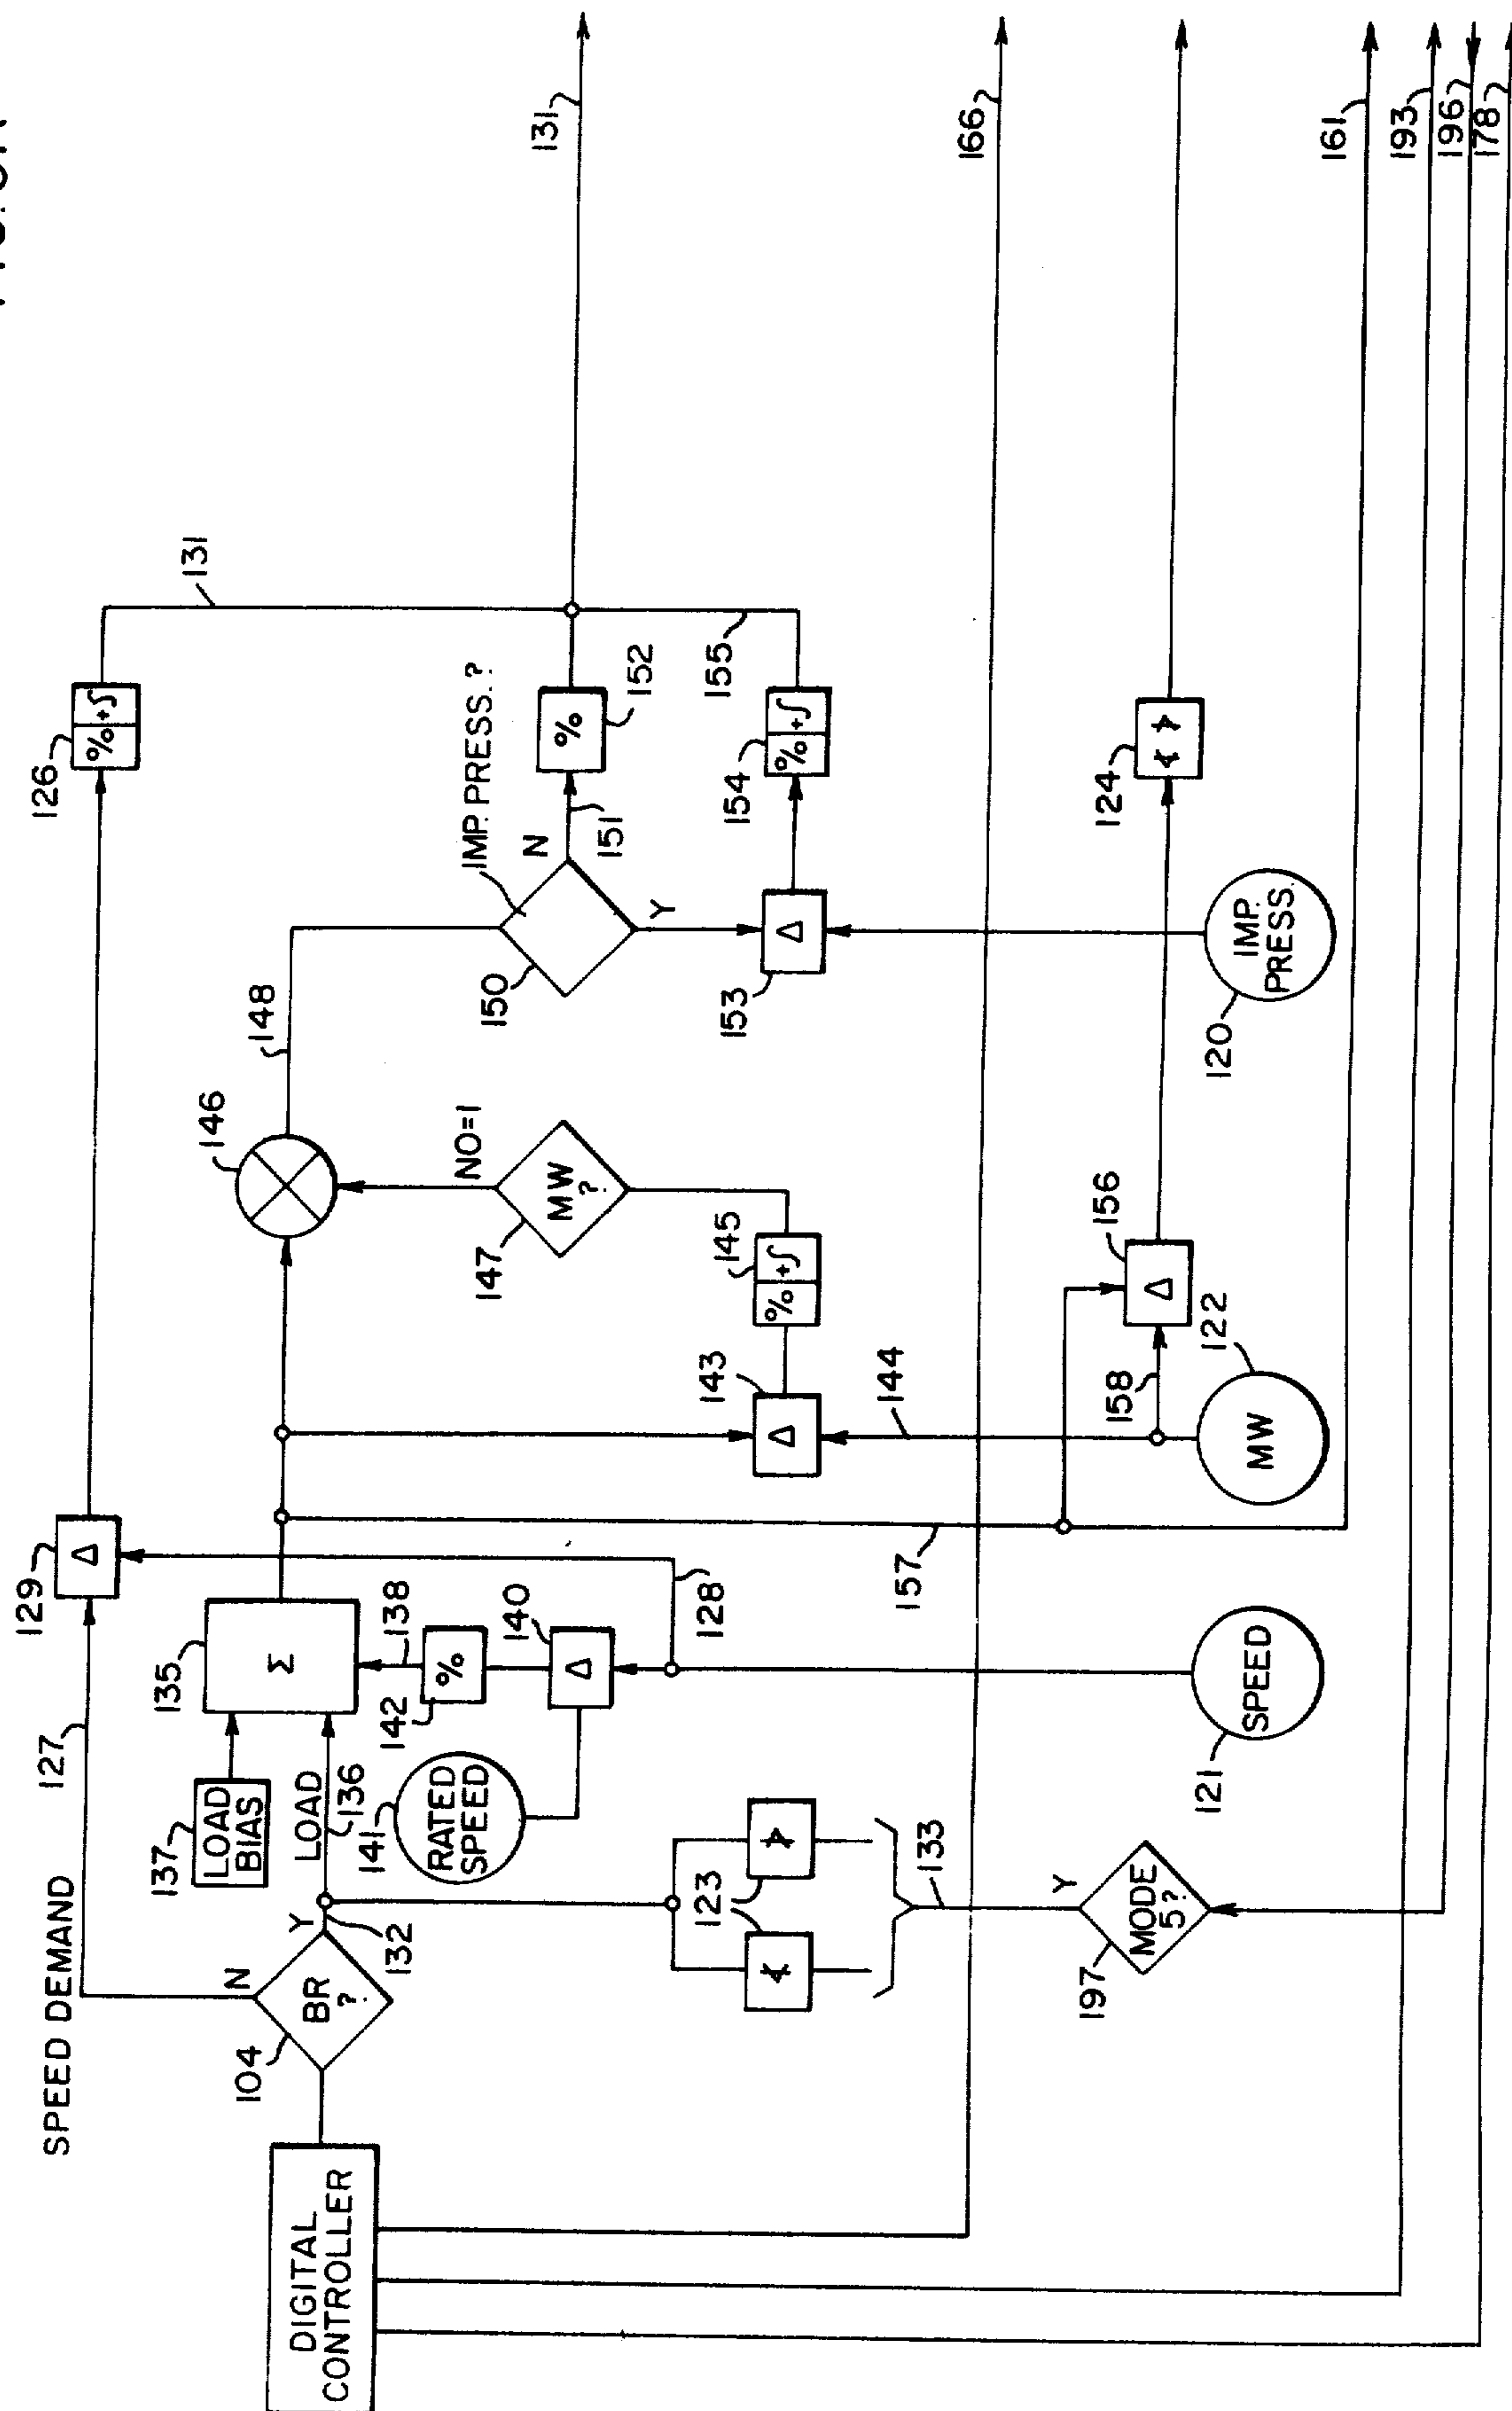 SPEED DEMAND
127
129
126
131
131
DIGITAL
CONTROLLER
104
BR
?
N
Y
132
137
LOAD
BIAS
LOAD
136
135
Σ
Δ
138
142
%
140
Δ
141
RATED
SPEED
128
146
148
NO=1
147
MW
?
145
%+∫
143
Δ
144
IMP. PRESS. ?
150
N
151
Y
152
%
153
Δ
154
%+∫
155
%+∫
123
133
197
MODE
5?
Y
121
SPEED
157
158
156
Δ
122
MW
120
IMP.
PRESS.
124
166
161
193
196
178